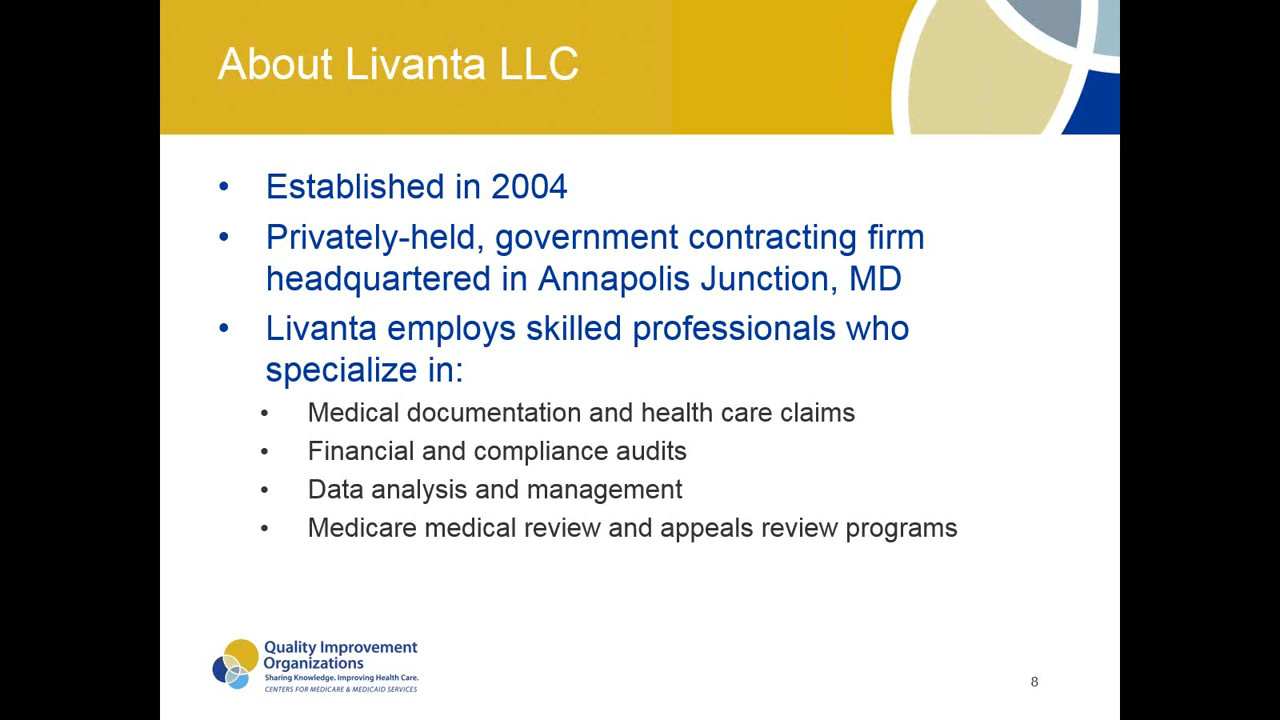 About Livanta LLC
• Established in 2004
• Privately-held, government contracting firm
headquartered in Annapolis Junction, MD
• Livanta employs skilled professionals who
specialize in:
• Medical documentation and health care claims
• Financial and compliance audits
• Data analysis and management
• Medicare medical review and appeals review programs
Quality Improvement
Organizations
Sharing Knowledge. Improving Health Care.
CENTERS FOR MEDICARE & MEDICAID SERVICES
8